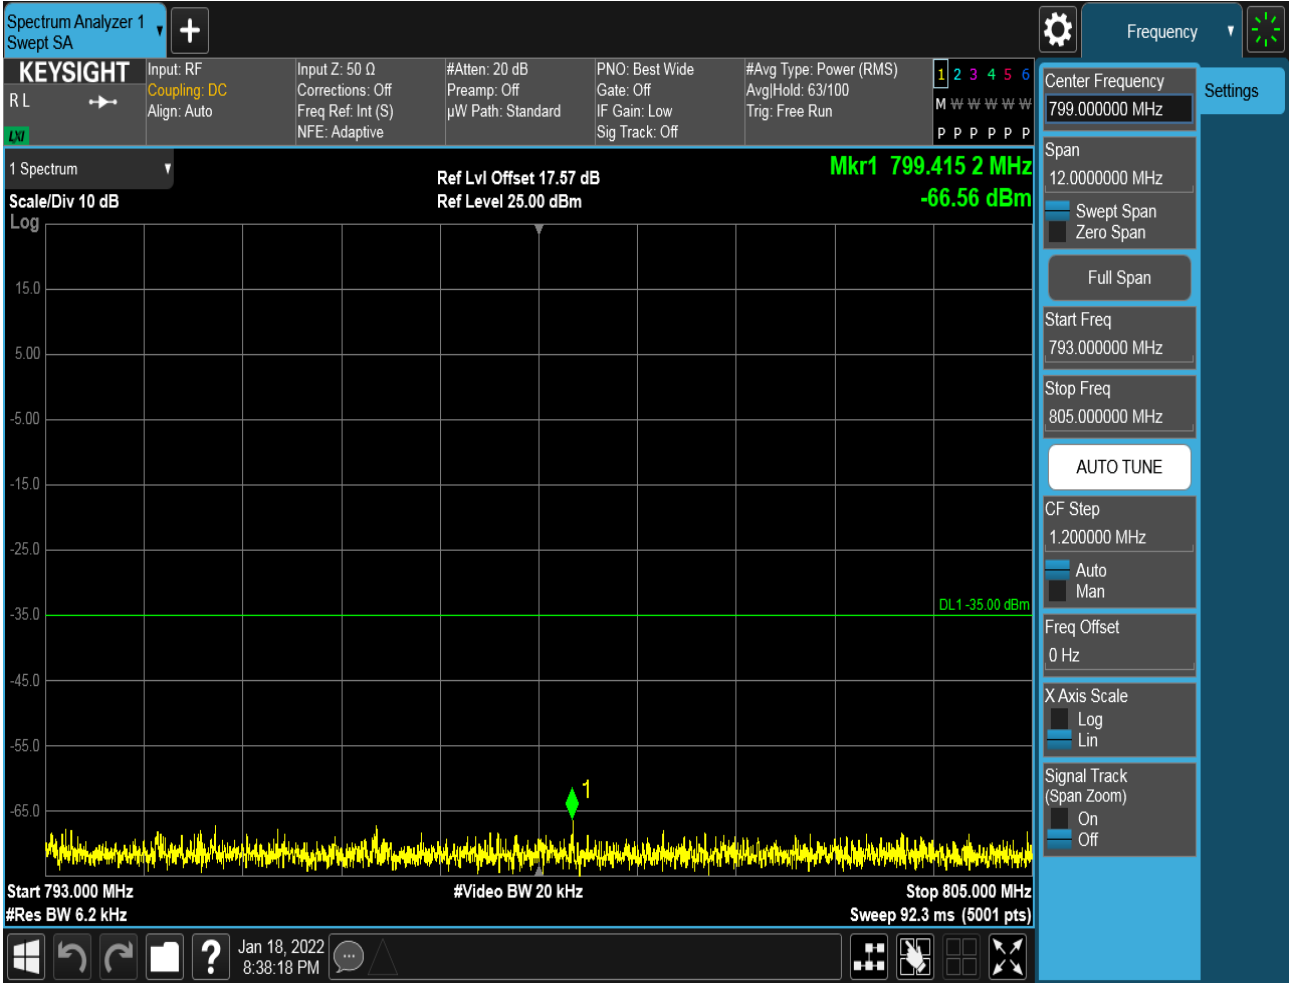 Spectrum Analyzer 1
Swept SA
Frequency
KEYSIGHT
R L
LXI
Input: RF
Coupling: DC
Align: Auto
Input Z: 50 Ω
Corrections: Off
Freq Ref: Int (S)
NFE: Adaptive
#Atten: 20 dB
Preamp: Off
µW Path: Standard
PNO: Best Wide
Gate: Off
IF Gain: Low
Sig Track: Off
#Avg Type: Power (RMS)
Avg|Hold: 63/100
Trig: Free Run
1 2 3 4 5 6
M W W W W W
P P P P P P
1 Spectrum
Scale/Div 10 dB
Log
Ref Lvl Offset 17.57 dB
Ref Level 25.00 dBm
Mkr1 799.415 2 MHz
-66.56 dBm
15.0
5.00
-5.00
-15.0
-25.0
-35.0
-45.0
-55.0
-65.0
DL1 -35.00 dBm
1
Start 793.000 MHz
#Res BW 6.2 kHz
#Video BW 20 kHz
Stop 805.000 MHz
Sweep 92.3 ms (5001 pts)
Jan 18, 2022
8:38:18 PM
?
Center Frequency
799.000000 MHz
Settings
Span
12.0000000 MHz
Swept Span
Zero Span
Full Span
Start Freq
793.000000 MHz
Stop Freq
805.000000 MHz
AUTO TUNE
CF Step
1.200000 MHz
Auto
Man
Freq Offset
0 Hz
X Axis Scale
Log
Lin
Signal Track
(Span Zoom)
On
Off